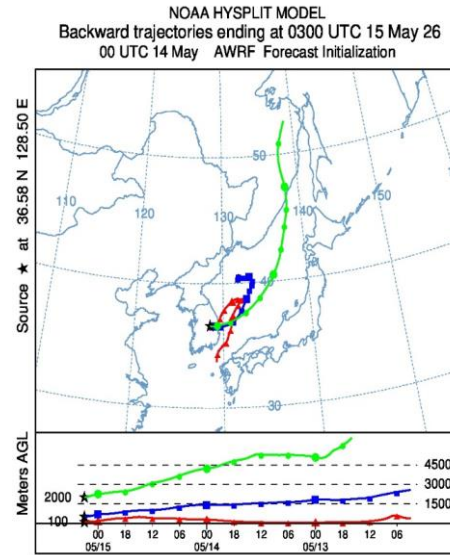 NOAA HYSPLIT MODEL
Backward trajectories ending at 0300 UTC 15 May 26
00 UTC 14 May AWRF Forecast Initialization
Source ★ at 36.58 N 128.50 E
50
110
120
130
140
150
40
30
Meters AGL
4500
3000
2000
1500
100
00 18 12 06 00 18 12 06 00 18 12 06
05/15 05/14 05/13